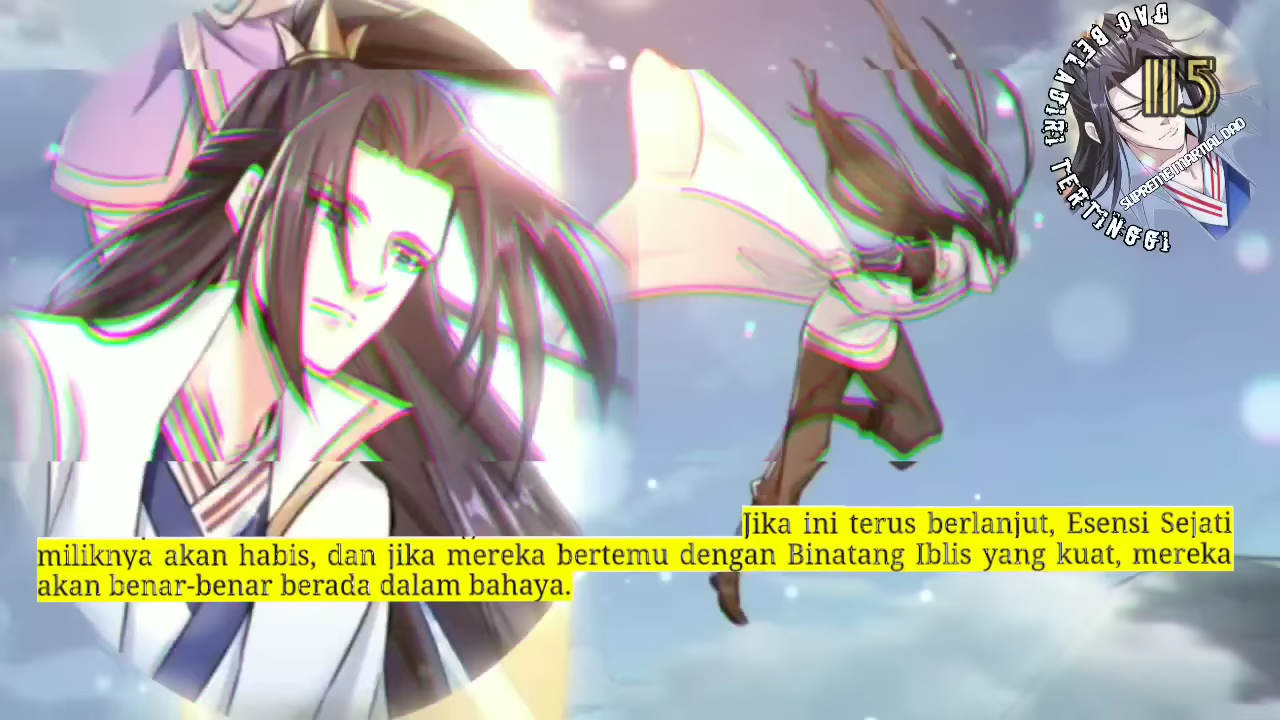 DAO BELADIRI TERTINGGI
115
SUPREME MARTIAL DAO
Jika ini terus berlanjut, Esensi Sejati
miliknya akan habis, dan jika mereka bertemu dengan Binatang Iblis yang kuat, mereka
akan benar-benar berada dalam bahaya.